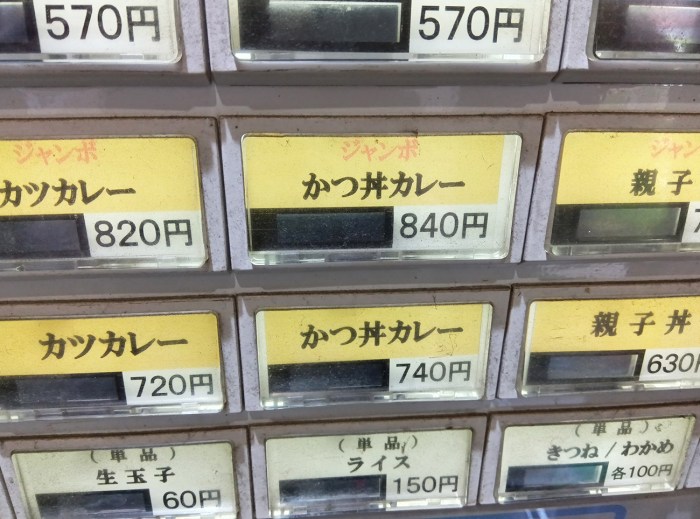 570円
570円
ジャンボ
カツカレー
820円
ジャンボ
かつ丼カレー
840円
ジャン
親子
カツカレー
720円
かつ丼カレー
740円
親子丼
630円
(単品)
生玉子
60円
(単品)
ライス
150円
(単品)
きつね/わかめ
各100円